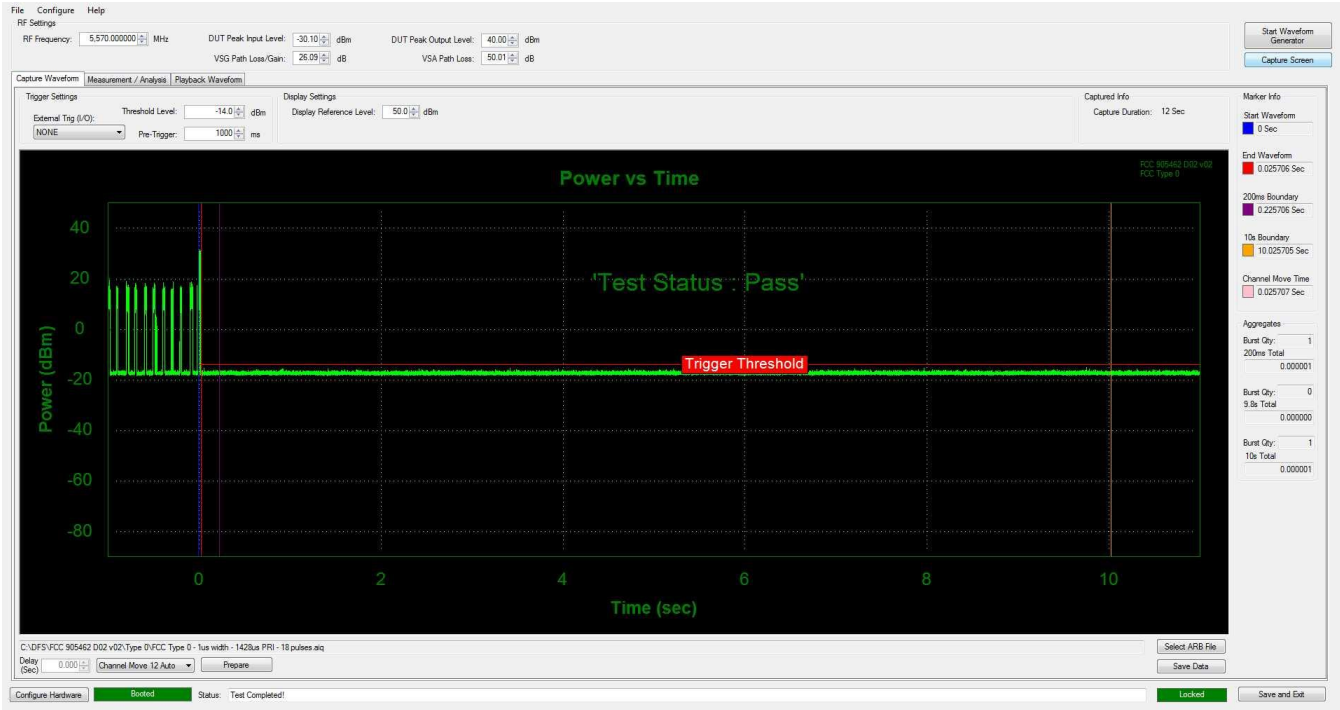 File Configure Help
RF Settings
RF Frequency: 5,570.000000 MHz DUT Peak Input Level: -30.10 dBm DUT Peak Output Level: 40.00 dBm
VSG Path Loss/Gain: 26.09 dB VSA Path Loss: 50.01 dB
Start Waveform
Generator
Capture Screen
Capture Waveform Measurement / Analysis Playback Waveform
Trigger Settings
External Trig (I/O):
NONE
Threshold Level: -14.0 dBm
Pre-Trigger: 1000 ms
Display Settings
Display Reference Level: 50.0 dBm
Captured Info
Capture Duration: 12 Sec
Marker Info
Start Waveform
0 Sec
End Waveform
0.025706 Sec
200ms Boundary
0.225706 Sec
10s Boundary
10.025705 Sec
Channel Move Time
0.025707 Sec
Aggregates
Burst Qty: 1
200ms Total
0.000001
Burst Qty: 0
9.8s Total
0.000000
Burst Qty: 1
10s Total
0.000001
Power vs Time
FCC 905462 D02 v02
FCC Type 0
'Test Status : Pass'
Trigger Threshold
Power (dBm)
40
20
0
-20
-40
-60
-80
0 2 4 6 8 10
Time (sec)
C:\DFS\FCC 905462 D02 v02\Type 0\FCC Type 0 - 1us width - 1428us PRI - 18 pulses.aiq
Select ARB File
Delay
(Sec) 0.000 Channel Move 12 Auto Prepare
Save Data
Configure Hardware Booted Status: Test Completed! Locked Save and Exit